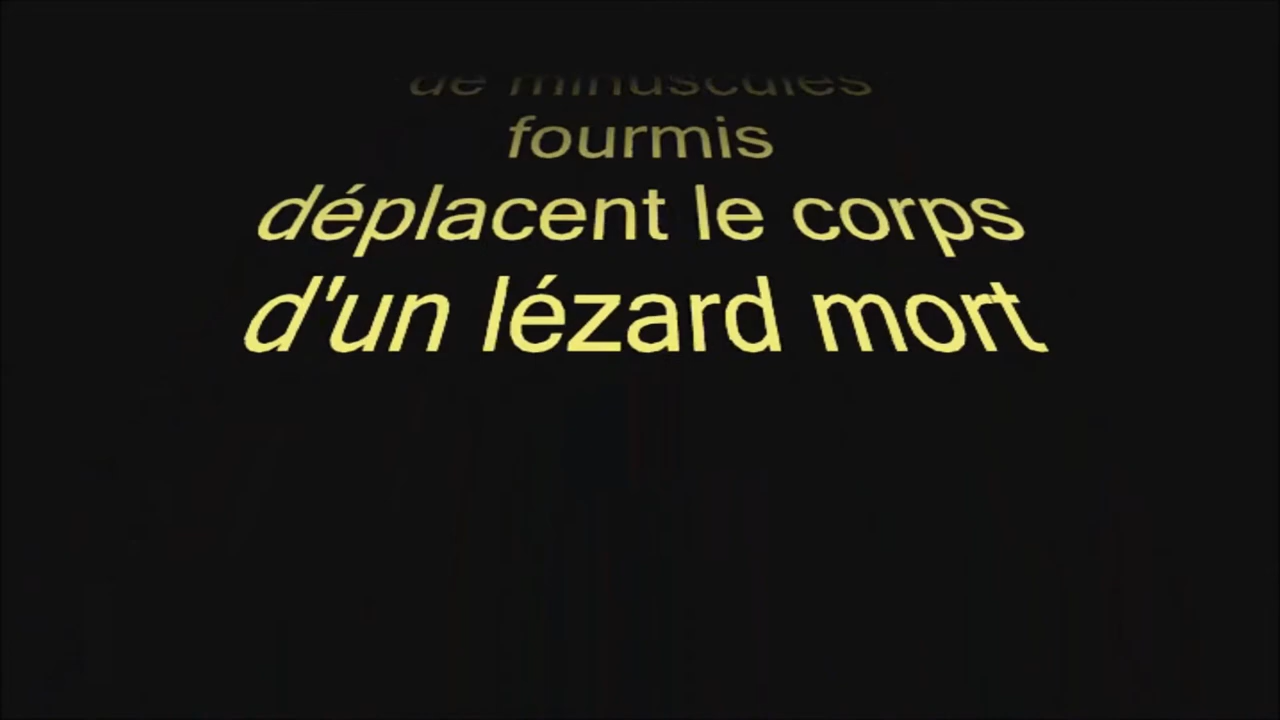 de minuscules
fourmis
déplacent le corps
d'un lézard mort